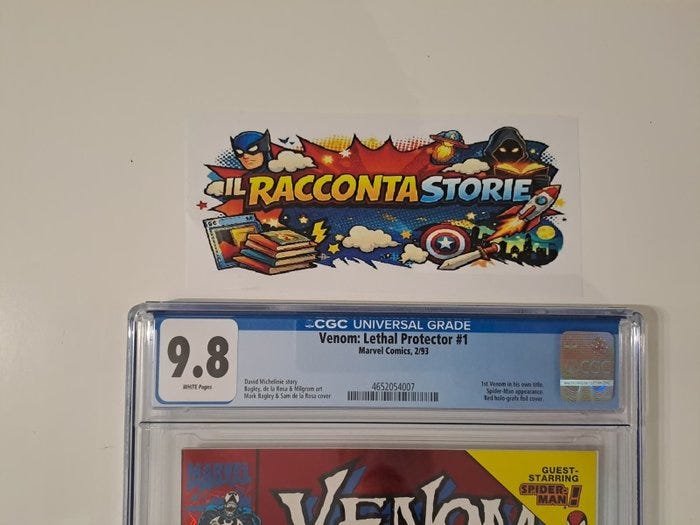 IL RACCONTASTORIE
CGC UNIVERSAL GRADE
Venom: Lethal Protector #1
Marvel Comics, 2/93
9.8
WHITE Pages
David Michelinie story
Bagley, de la Rosa & Milgrom art
Mark Bagley & Sam de la Rosa cover
4652054007
1st Venom in his own title.
Spider-Man appearance.
Red holo-grafx foil cover.
CGC
MARVEL
VENOM
GUEST-
STARRING
SPIDER-
MAN!